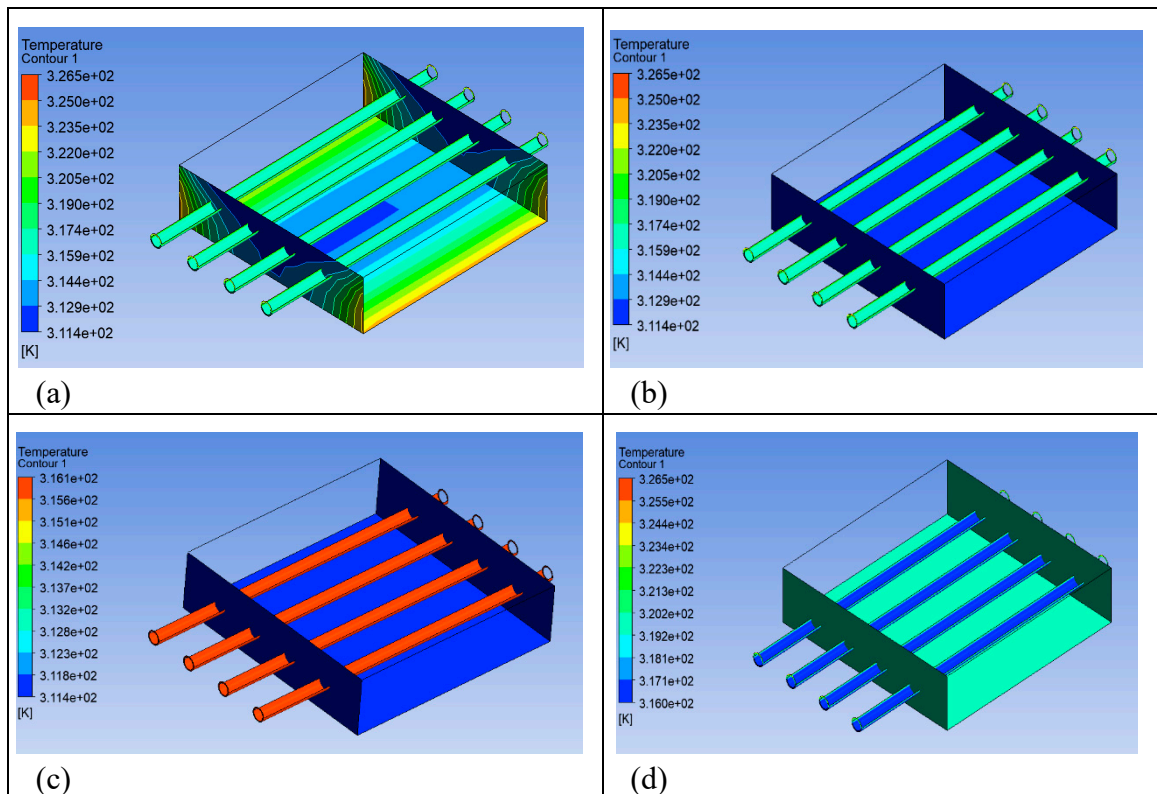 Temperature
Contour 1
3.265e+02
3.250e+02
3.235e+02
3.220e+02
3.205e+02
3.190e+02
3.174e+02
3.159e+02
3.144e+02
3.129e+02
3.114e+02
[K]
(a)
Temperature
Contour 1
3.265e+02
3.250e+02
3.235e+02
3.220e+02
3.205e+02
3.190e+02
3.174e+02
3.159e+02
3.144e+02
3.129e+02
3.114e+02
[K]
(b)
Temperature
Contour 1
3.161e+02
3.156e+02
3.151e+02
3.146e+02
3.142e+02
3.137e+02
3.132e+02
3.128e+02
3.123e+02
3.118e+02
3.114e+02
[K]
(c)
Temperature
Contour 1
3.265e+02
3.255e+02
3.244e+02
3.234e+02
3.223e+02
3.213e+02
3.202e+02
3.192e+02
3.181e+02
3.171e+02
3.160e+02
[K]
(d)